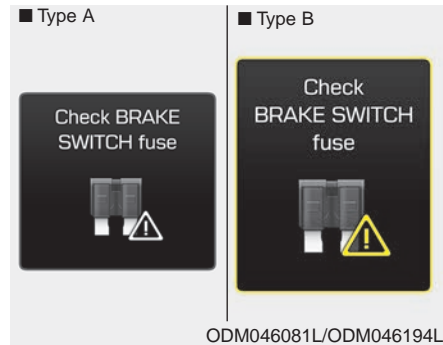 ■ Type A
Check BRAKE
SWITCH fuse
■ Type B
Check
BRAKE SWITCH
fuse
ODM046081L/ODM046194L